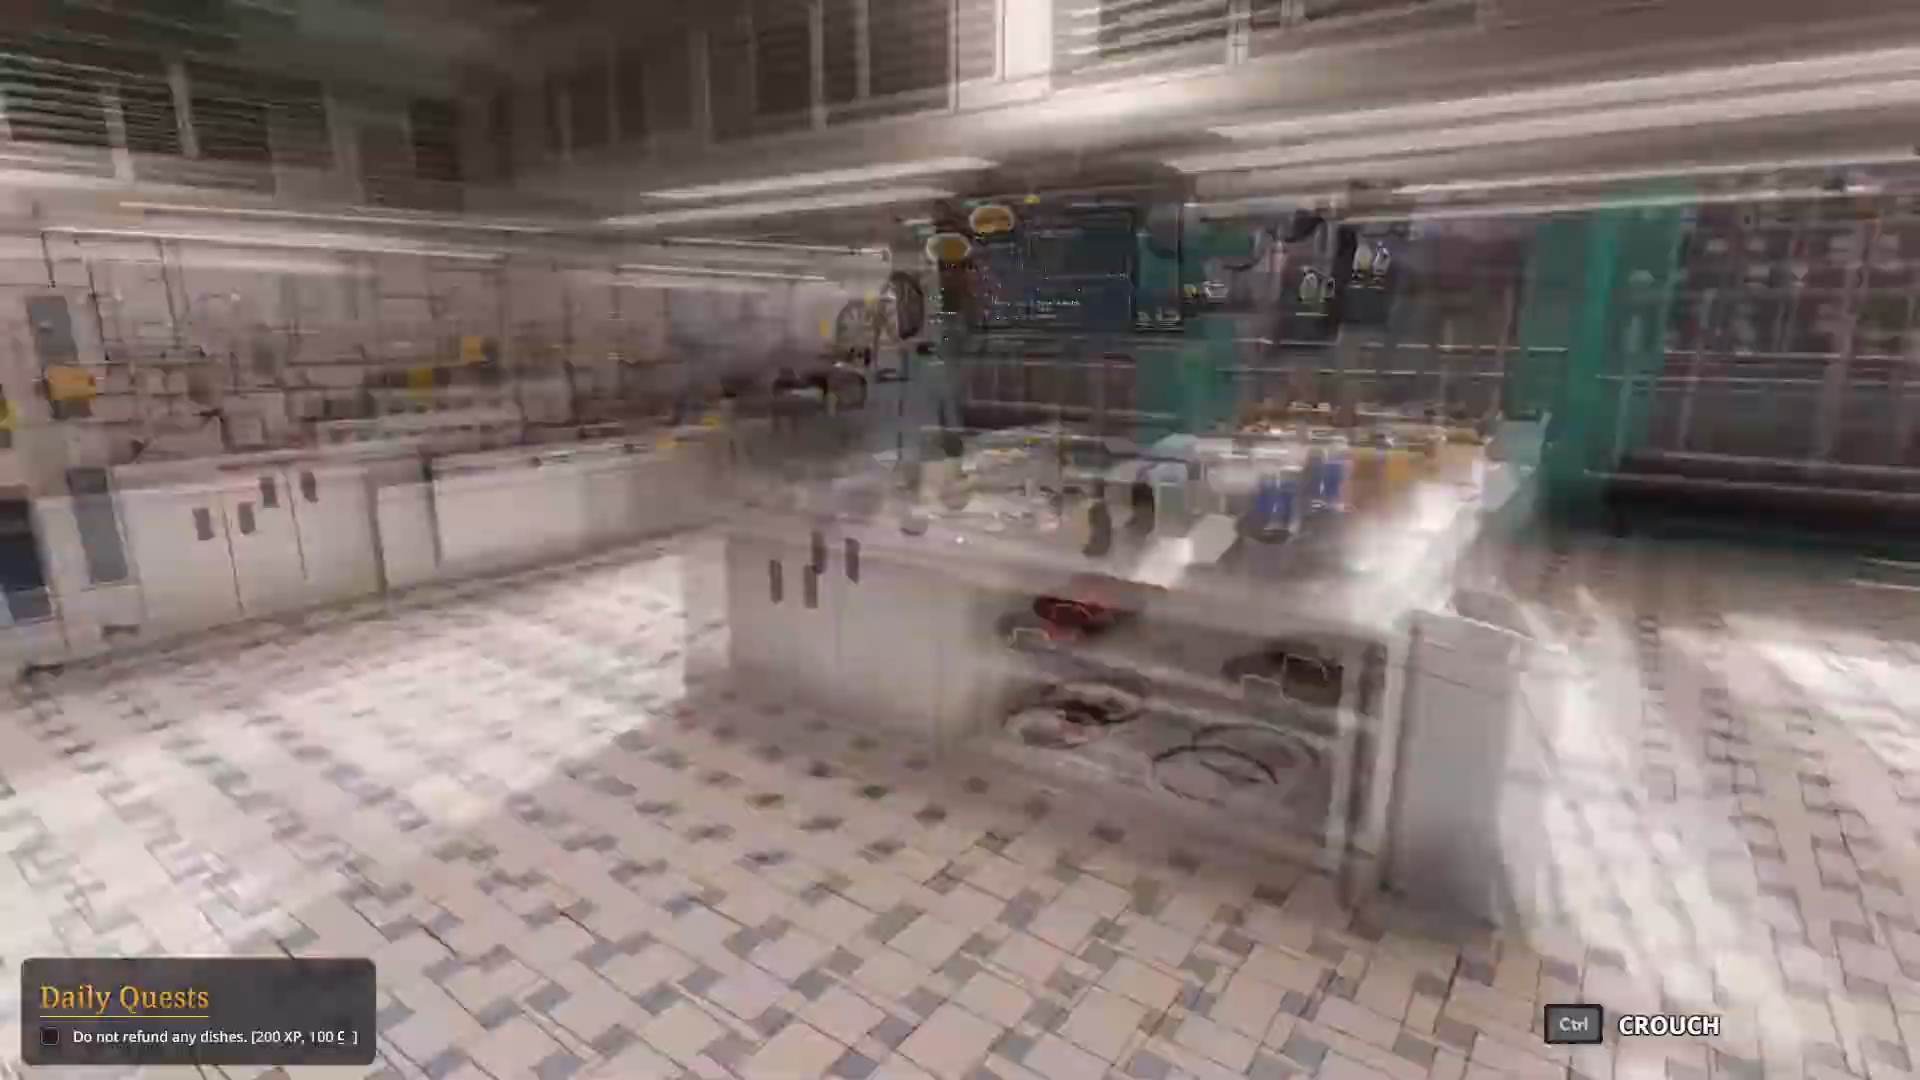 Daily Quests
Do not refund any dishes. [200 XP, 100 ₾ ]
Ctrl CROUCH